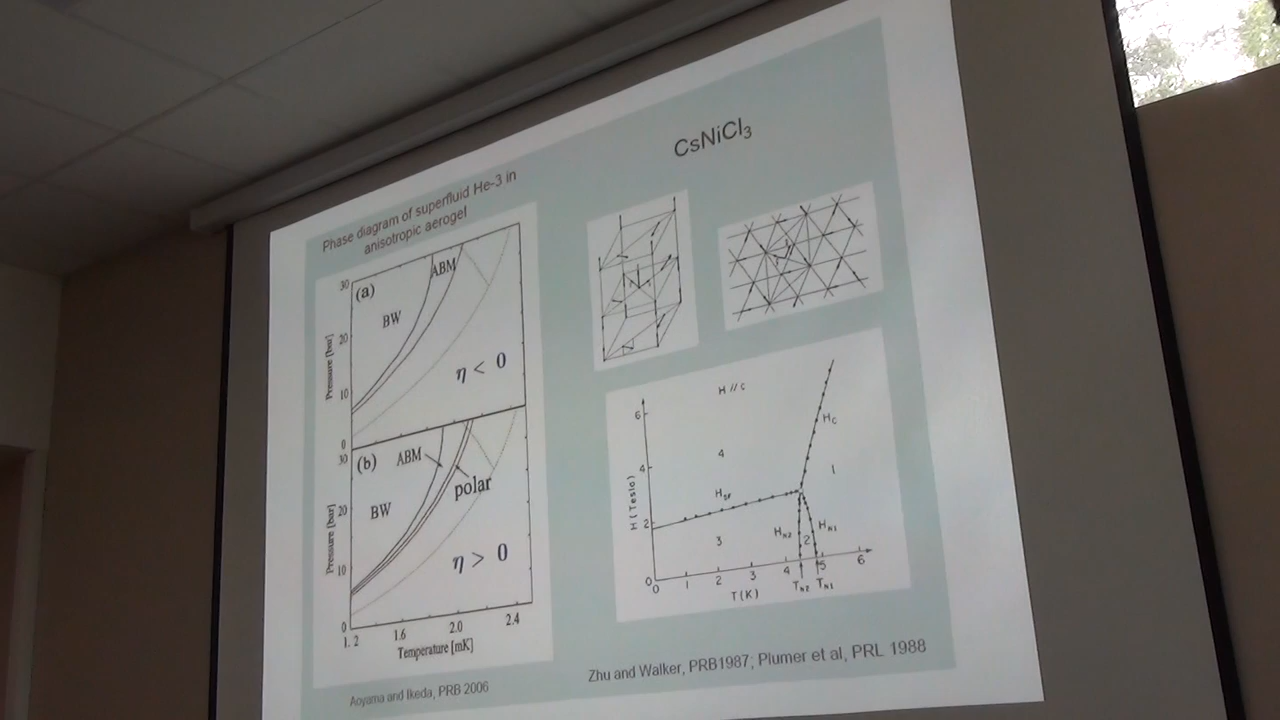 Phase diagram of superfluid He-3 in
anisotropic aerogel
CsNiCl3
30
20
10
0
Pressure [bar]
(a)
BW
ABM
η < 0
30
20
10
0
Pressure [bar]
(b)
ABM
BW
polar
η > 0
1.2 1.6 2.0 2.4
Temperature [mK]
Aoyama and Ikeda, PRB 2006
H // C
6
4
2
0
H (Tesla)
4
HC
1
H2F
3
HN2
2
HN1
0 1 2 3 4 5 6
T (K)
TN2 TN1
Zhu and Walker, PRB1987; Plumer et al, PRL 1988